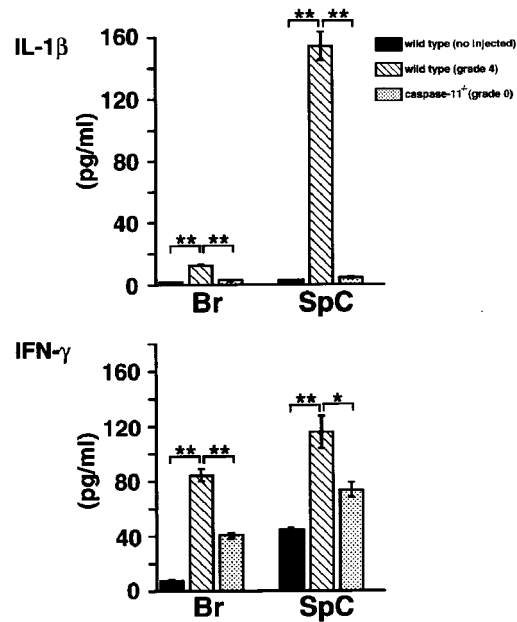 IL-1β
(pg/ml)
160
120
80
40
0
** **
** **
Br SpC
wild type (no injected)
wild type (grade 4)
caspase-11-/- (grade 0)
IFN-γ
(pg/ml)
160
120
80
40
0
** **
** *
Br SpC